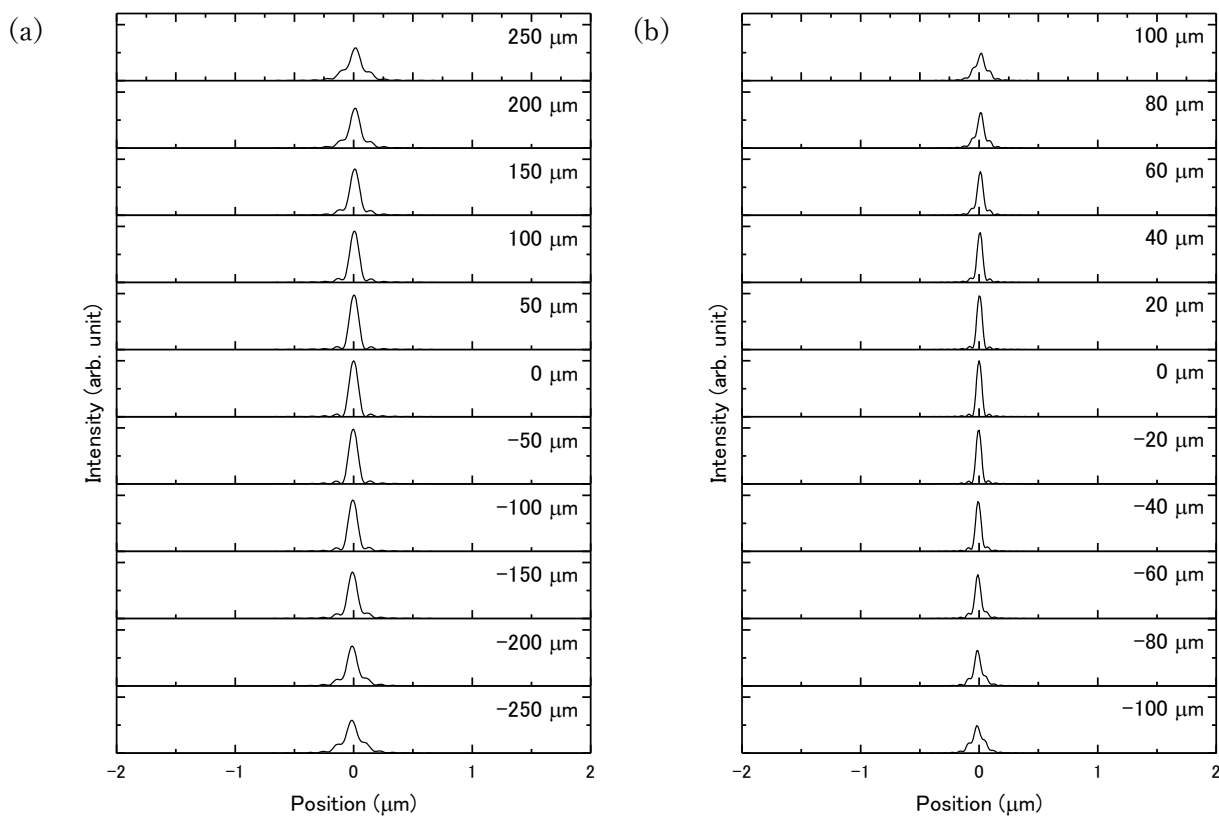 (a)
250 μm
200 μm
150 μm
100 μm
50 μm
0 μm
−50 μm
−100 μm
−150 μm
−200 μm
−250 μm
Intensity (arb. unit)
−2 −1 0 1 2
Position (μm)
(b)
100 μm
80 μm
60 μm
40 μm
20 μm
0 μm
−20 μm
−40 μm
−60 μm
−80 μm
−100 μm
Intensity (arb. unit)
−2 −1 0 1 2
Position (μm)